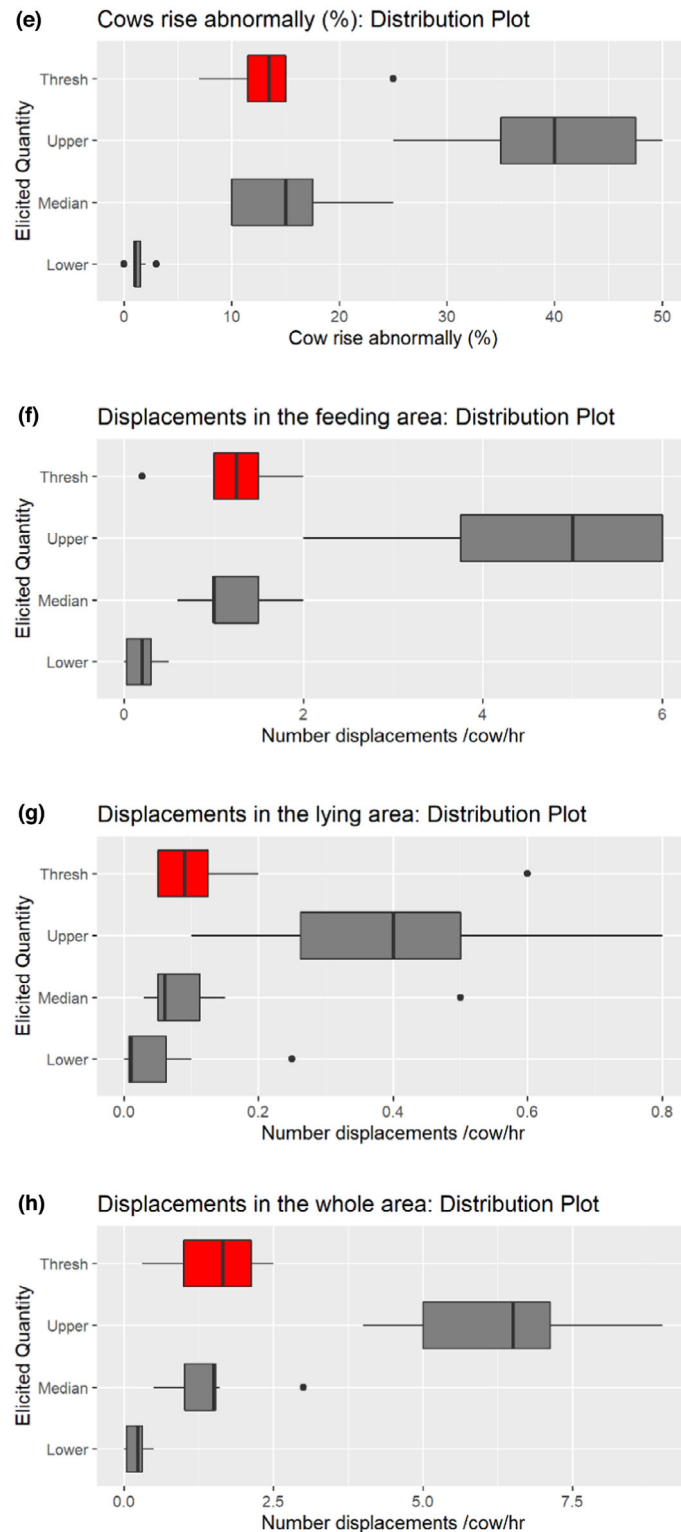 (e) Cows rise abnormally (%): Distribution Plot
Elicited Quantity
Thresh
Upper
Median
Lower
0 10 20 30 40 50
Cow rise abnormally (%)
(f) Displacements in the feeding area: Distribution Plot
Elicited Quantity
Thresh
Upper
Median
Lower
0 2 4 6
Number displacements /cow/hr
(g) Displacements in the lying area: Distribution Plot
Elicited Quantity
Thresh
Upper
Median
Lower
0.0 0.2 0.4 0.6 0.8
Number displacements /cow/hr
(h) Displacements in the whole area: Distribution Plot
Elicited Quantity
Thresh
Upper
Median
Lower
0.0 2.5 5.0 7.5
Number displacements /cow/hr